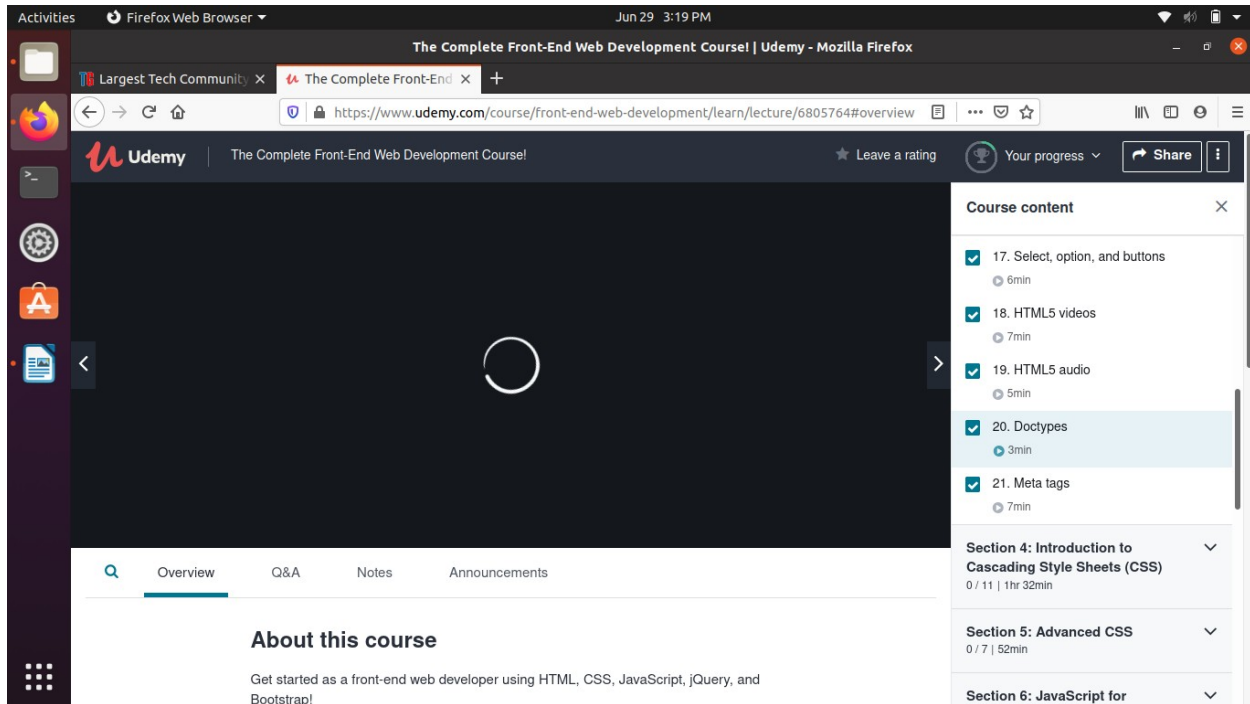 Activities
Firefox Web Browser
Jun 29 3:19 PM
The Complete Front-End Web Development Course! | Udemy - Mozilla Firefox
Largest Tech Community
The Complete Front-End
https://www.udemy.com/course/front-end-web-development/learn/lecture/6805764#overview
Udemy
The Complete Front-End Web Development Course!
Leave a rating
Your progress
Share
Course content
17. Select, option, and buttons
6min
18. HTML5 videos
7min
19. HTML5 audio
5min
20. Doctypes
3min
21. Meta tags
7min
Section 4: Introduction to
Cascading Style Sheets (CSS)
0 / 11 | 1hr 32min
Section 5: Advanced CSS
0 / 7 | 52min
Section 6: JavaScript for
Overview
Q&A
Notes
Announcements
About this course
Get started as a front-end web developer using HTML, CSS, JavaScript, jQuery, and
Bootstrap!